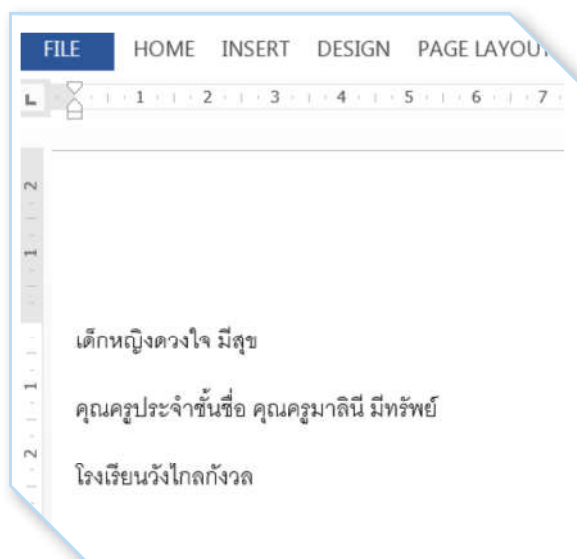 FILE HOME INSERT DESIGN PAGE LAYOUT
L 1 2 3 4 5 6 7
2
1
เด็กหญิงดวงใจ มีสุข
1
คุณครูประจำชั้นชื่อ คุณครูมาลินี มีทรัพย์
2
โรงเรียนวังไกลกังวล